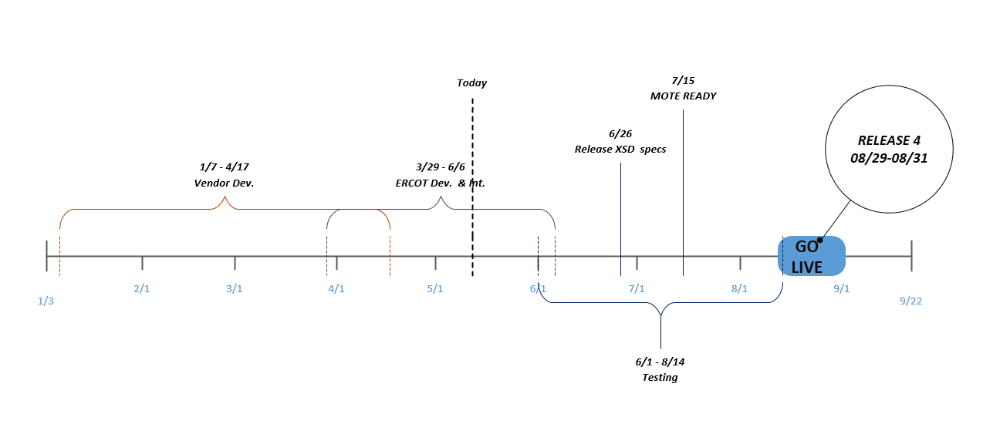 Today
7/15
MOTE READY
6/26
Release XSD specs
RELEASE 4
08/29-08/31
1/7 - 4/17
Vendor Dev.
3/29 - 6/6
ERCOT Dev. & Int.
GO
LIVE
1/3
2/1
3/1
4/1
5/1
6/1
7/1
8/1
9/1
9/22
6/1 - 8/14
Testing